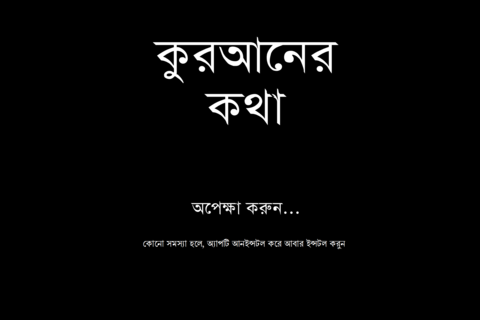 কুরআনের
কথা
অপেক্ষা করুন...
কোনো সমস্যা হলে, অ্যাপটি আনইন্সটল করে আবার ইন্সটল করুন